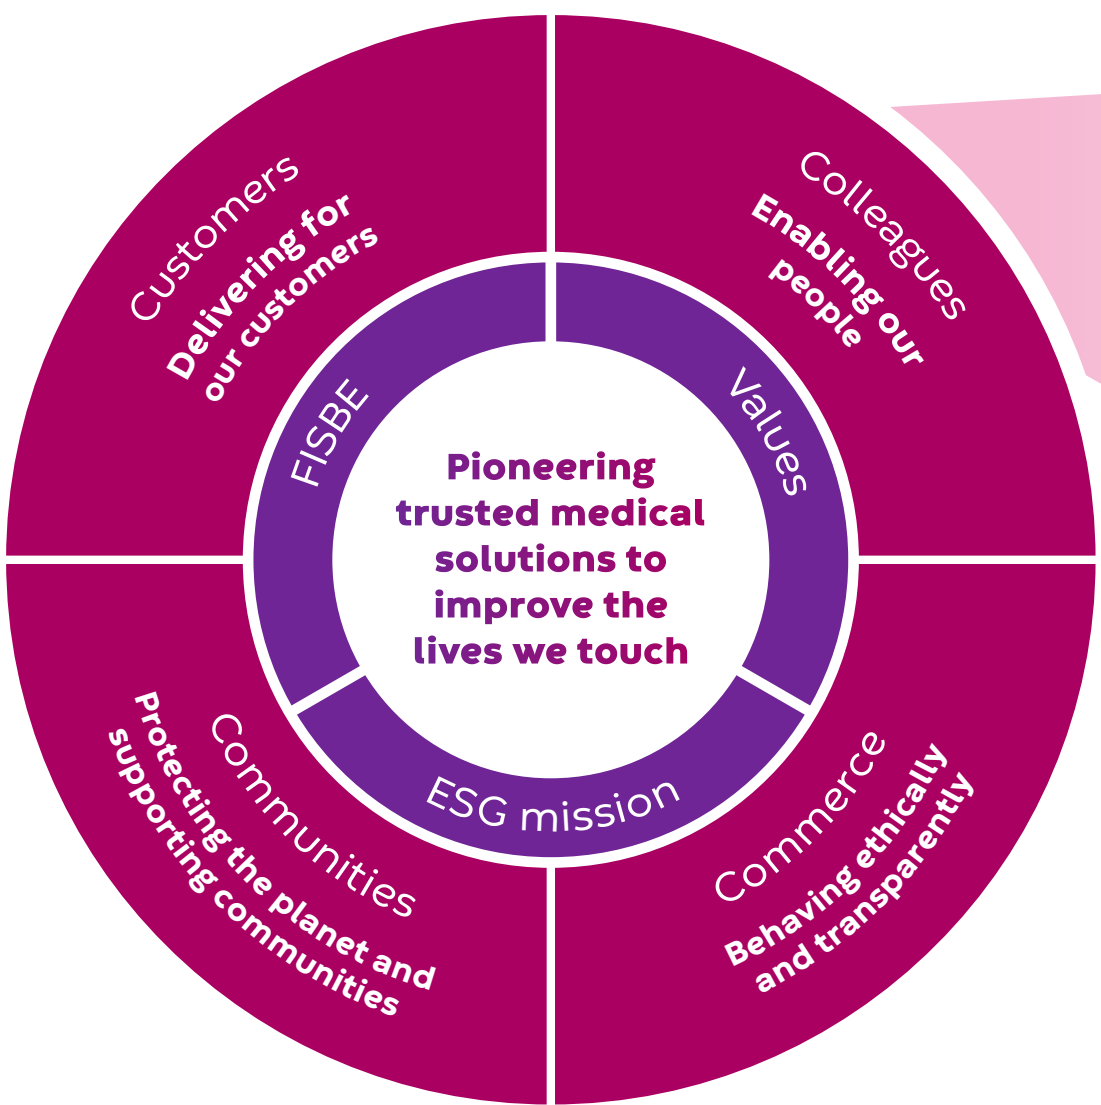 Customers
Delivering for
our customers
Colleagues
Enabling our
people
FISBE
Values
Pioneering
trusted medical
solutions to
improve the
lives we touch
ESG mission
Communities
Protecting the planet and
supporting communities
Commerce
Behaving ethically
and transparently